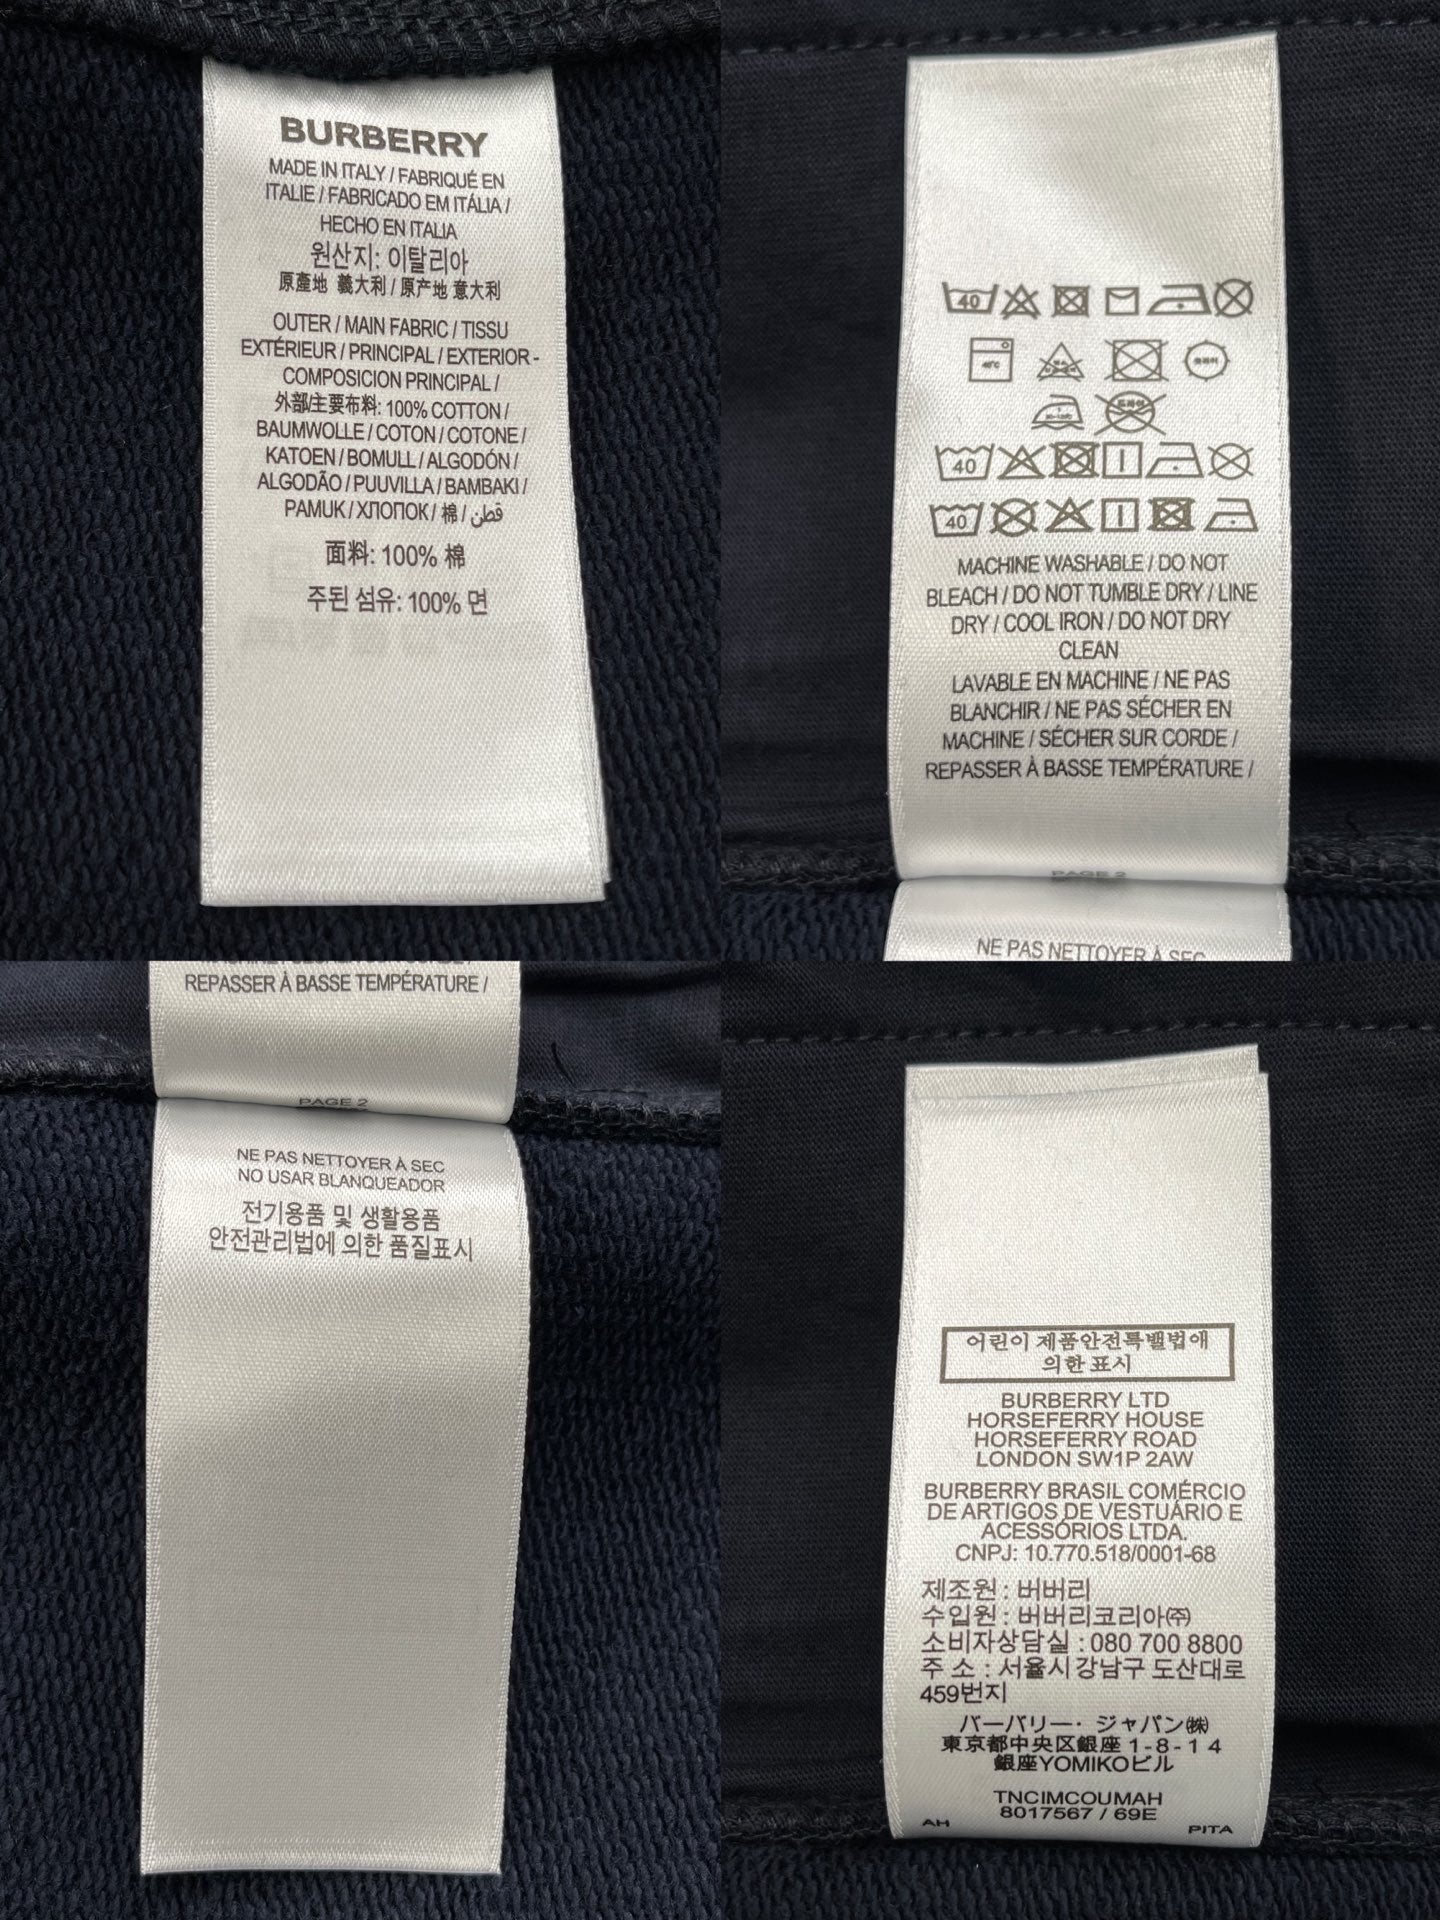 BURBERRY
MADE IN ITALY / FABRIQUÉ EN
ITALIE / FABRICADO EM ITÁLIA /
HECHO EN ITALIA
원산지: 이탈리아
原產地 義大利 / 原产地 意大利
OUTER / MAIN FABRIC / TISSU
EXTÉRIEUR / PRINCIPAL / EXTERIOR -
COMPOSICION PRINCIPAL /
外部/主要布料: 100% COTTON /
BAUMWOLLE / COTON / COTONE /
KATOEN / BOMULL / ALGODÓN /
ALGODÃO / PUUVILLA / BAMBAKI /
PAMUK / ХЛОПОК / 棉 / قطن
面料: 100% 棉
주된 섬유: 100% 면
40
40
40
MACHINE WASHABLE / DO NOT
BLEACH / DO NOT TUMBLE DRY / LINE
DRY / COOL IRON / DO NOT DRY
CLEAN
LAVABLE EN MACHINE / NE PAS
BLANCHIR / NE PAS SÉCHER EN
MACHINE / SÉCHER SUR CORDE /
REPASSER À BASSE TEMPÉRATURE /
PAGE 2
NE PAS NETTOYER À SEC
REPASSER À BASSE TEMPÉRATURE /
PAGE 2
NE PAS NETTOYER À SEC
NO USAR BLANQUEADOR
전기용품 및 생활용품
안전관리법에 의한 품질표시
어린이 제품안전특밸법애
의한 표시
BURBERRY LTD
HORSEFERRY HOUSE
HORSEFERRY ROAD
LONDON SW1P 2AW
BURBERRY BRASIL COMÉRCIO
DE ARTIGOS DE VESTUÁRIO E
ACESSÓRIOS LTDA.
CNPJ: 10.770.518/0001-68
제조원 : 버버리
수입원 : 버버리코리아㈜
소비자상담실 : 080 700 8800
주 소 : 서율시강남구 도산대로
459번지
バーバリー・ジャパン㈱
東京都中央区銀座 1-8-14
銀座YOMIKOビル
TNCIMCOUMAH
8017567 / 69E
AH
PITA